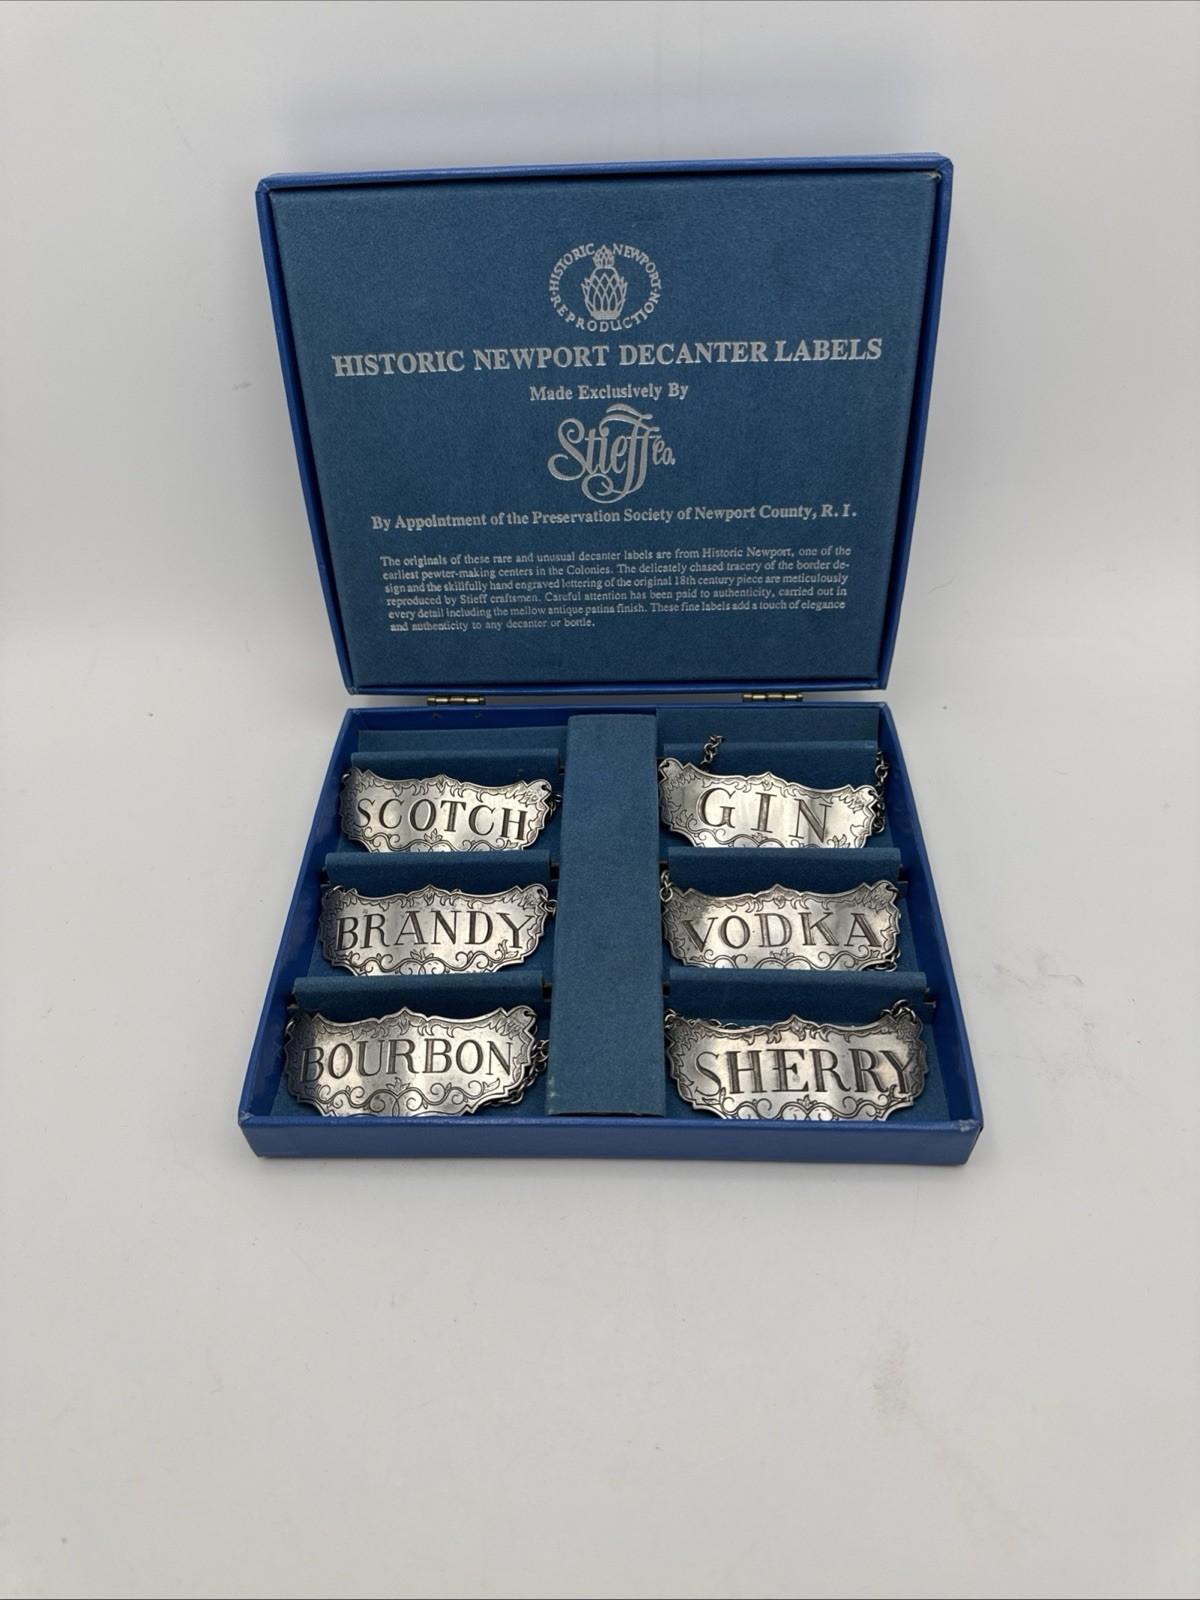 HISTORIC NEWPORT
REPRODUCTION
HISTORIC NEWPORT DECANTER LABELS
Made Exclusively By
Stieff Co.
By Appointment of the Preservation Society of Newport County, R. I.
The originals of these rare and unusual decanter labels are from Historic Newport, one of the
earliest pewter-making centers in the Colonies. The delicately chased tracery of the border de-
sign and the skillfully hand engraved lettering of the original 18th century piece are meticulously
reproduced by Stieff craftsmen. Careful attention has been paid to authenticity, carried out in
every detail including the mellow antique patina finish. These fine labels add a touch of elegance
and authenticity to any decanter or bottle.
SCOTCH
GIN
BRANDY
VODKA
BOURBON
SHERRY